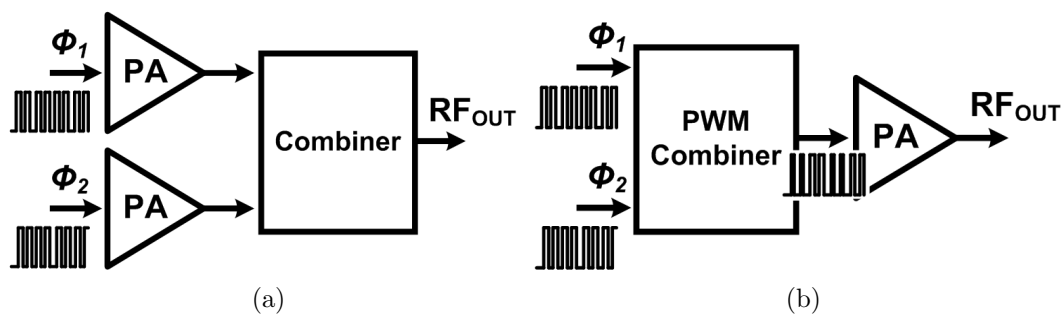 Φ1
PA
Φ2
PA
Combiner
RFOUT
(a)
Φ1
Φ2
PWM
Combiner
PA
RFOUT
(b)